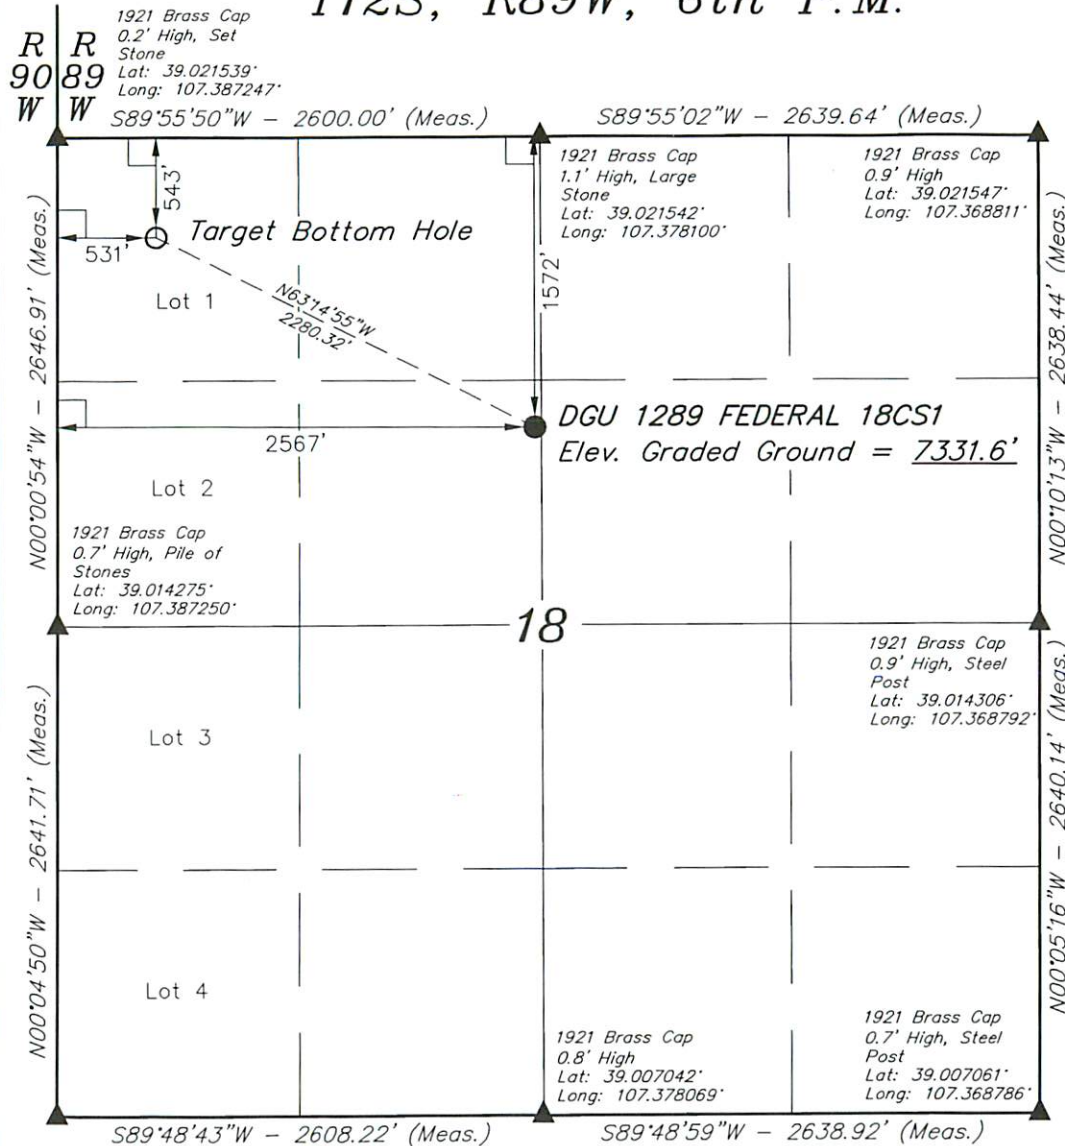 T12S, R89W, 6th P.M.
R
90
W
R
89
W
1921 Brass Cap
0.2' High, Set
Stone
Lat: 39.021539°
Long: 107.387247°
S89°55'50"W - 2600.00' (Meas.)
S89°55'02"W - 2639.64' (Meas.)
1921 Brass Cap
1.1' High, Large
Stone
Lat: 39.021542°
Long: 107.378100°
1921 Brass Cap
0.9' High
Lat: 39.021547°
Long: 107.368811°
543'
Target Bottom Hole
531'
N00°00'54"W - 2646.91' (Meas.)
Lot 1
N63°14'55"W
2280.32'
1572'
N00°10'13"W - 2638.44' (Meas.)
2567'
DGU 1289 FEDERAL 18CS1
Elev. Graded Ground = 7331.6'
Lot 2
1921 Brass Cap
0.7' High, Pile of
Stones
Lat: 39.014275°
Long: 107.387250°
18
1921 Brass Cap
0.9' High, Steel
Post
Lat: 39.014306°
Long: 107.368792°
N00°04'50"W - 2641.71' (Meas.)
Lot 3
N00°05'16"W - 2640.14' (Meas.)
Lot 4
1921 Brass Cap
0.8' High
Lat: 39.007042°
Long: 107.378069°
1921 Brass Cap
0.7' High, Steel
Post
Lat: 39.007061°
Long: 107.368786°
S89°48'43"W - 2608.22' (Meas.)
S89°48'59"W - 2638.92' (Meas.)